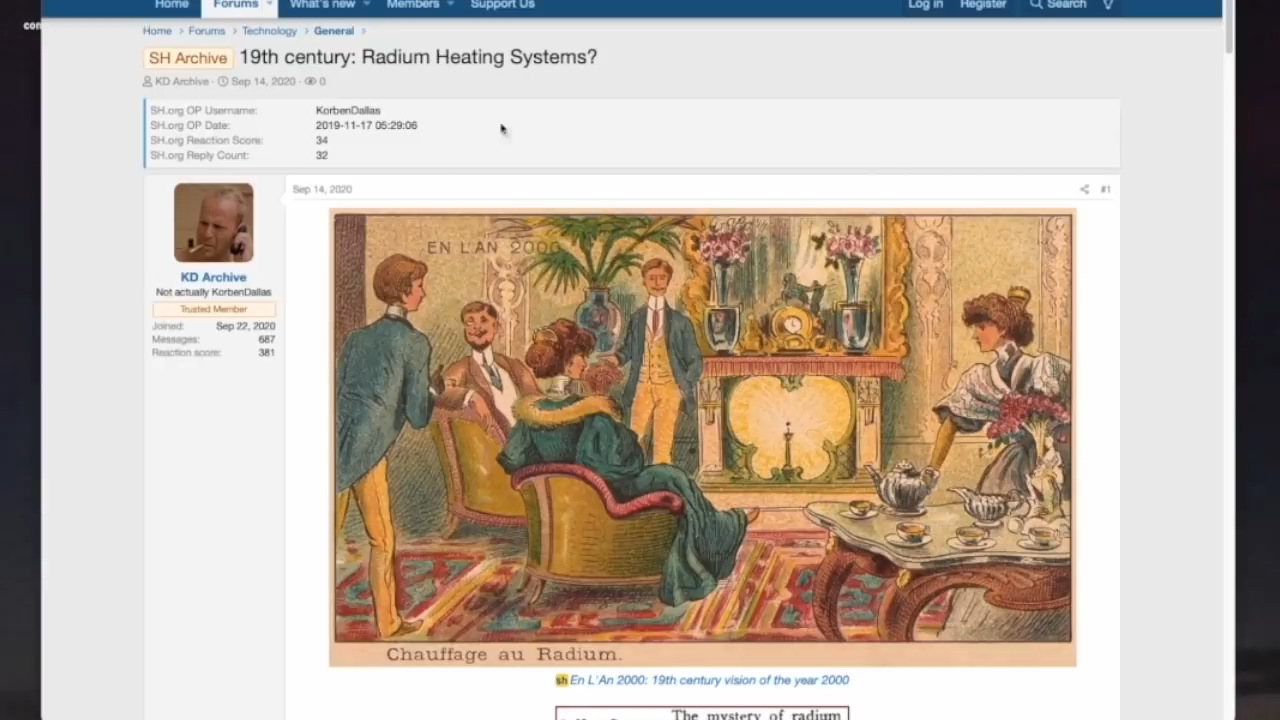 Home Forums What's new Members Support Us Log in Register Search
con
Home > Forums > Technology > General >
SH Archive 19th century: Radium Heating Systems?
KD Archive · Sep 14, 2020 · 0
SH.org OP Username: KorbenDallas
SH.org OP Date: 2019-11-17 05:29:06
SH.org Reaction Score: 34
SH.org Reply Count: 32
Sep 14, 2020 #1
EN L'AN 2000
KD Archive
Not actually KorbenDallas
Trusted Member
Joined: Sep 22, 2020
Messages: 687
Reaction score: 381
Chauffage au Radium.
sh En L'An 2000: 19th century vision of the year 2000
The mystery of radium